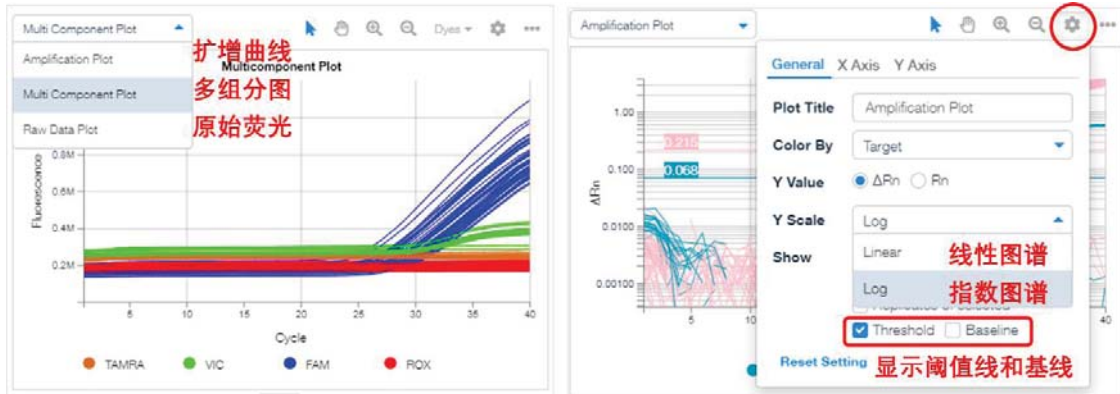 Multi Component Plot
Dyes
Amplification Plot
扩增曲线
Multicomponent Plot
Multi Component Plot
多组分图
Raw Data Plot
原始荧光
Fluorescence
0.8M
0.6M
0.4M
0.2M
5
10
15
20
25
30
35
40
Cycle
TAMRA
VIC
FAM
ROX
Amplification Plot
General X Axis Y Axis
Plot Title Amplification Plot
Color By Target
Y Value ΔRn Rn
Y Scale Log
Show
Linear 线性图谱
Log 指数图谱
Threshold Baseline
Reset Setting 显示阈值线和基线
ΔRn
1.00
0.215
0.100
0.068
0.0100
0.00100
5
10
40